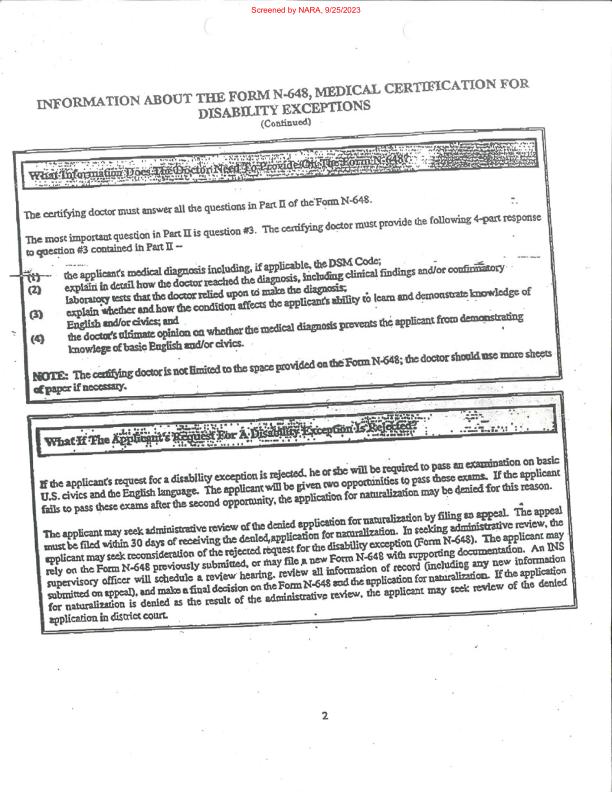 Screened by NARA, 9/25/2023
INFORMATION ABOUT THE FORM N-648, MEDICAL CERTIFICATION FOR
DISABILITY EXCEPTIONS
(Continued)
What Information Does The Doctor Need To Provide On The Form N-648?
The certifying doctor must answer all the questions in Part II of the Form N-648.
The most important question in Part II is question #3. The certifying doctor must provide the following 4-part response
to question #3 contained in Part II --
(1) the applicant's medical diagnosis including, if applicable, the DSM Code;
(2) explain in detail how the doctor reached the diagnosis, including clinical findings and/or confirmatory
laboratory tests that the doctor relied upon to make the diagnosis;
(3) explain whether and how the condition affects the applicant's ability to learn and demonstrate knowledge of
English and/or civics; and
(4) the doctor's ultimate opinion on whether the medical diagnosis prevents the applicant from demonstrating
knowlege of basic English and/or civics.
NOTE: The certifying doctor is not limited to the space provided on the Form N-648; the doctor should use more sheets
of paper if necessary.
What If The Applicant's Request For A Disability Exception Is Rejected?
If the applicant's request for a disability exception is rejected, he or she will be required to pass an examination on basic
U.S. civics and the English language. The applicant will be given two opportunities to pass these exams. If the applicant
fails to pass these exams after the second opportunity, the application for naturalization may be denied for this reason.
The applicant may seek administrative review of the denied application for naturalization by filing an appeal. The appeal
must be filed within 30 days of receiving the denied application for naturalization. In seeking administrative review, the
applicant may seek reconsideration of the rejected request for the disability exception (Form N-648). The applicant may
rely on the Form N-648 previously submitted, or may file a new Form N-648 with supporting documentation. An INS
supervisory officer will schedule a review hearing, review all information of record (including any new information
submitted on appeal), and make a final decision on the Form N-648 and the application for naturalization. If the application
for naturalization is denied as the result of the administrative review, the applicant may seek review of the denied
application in district court.
2